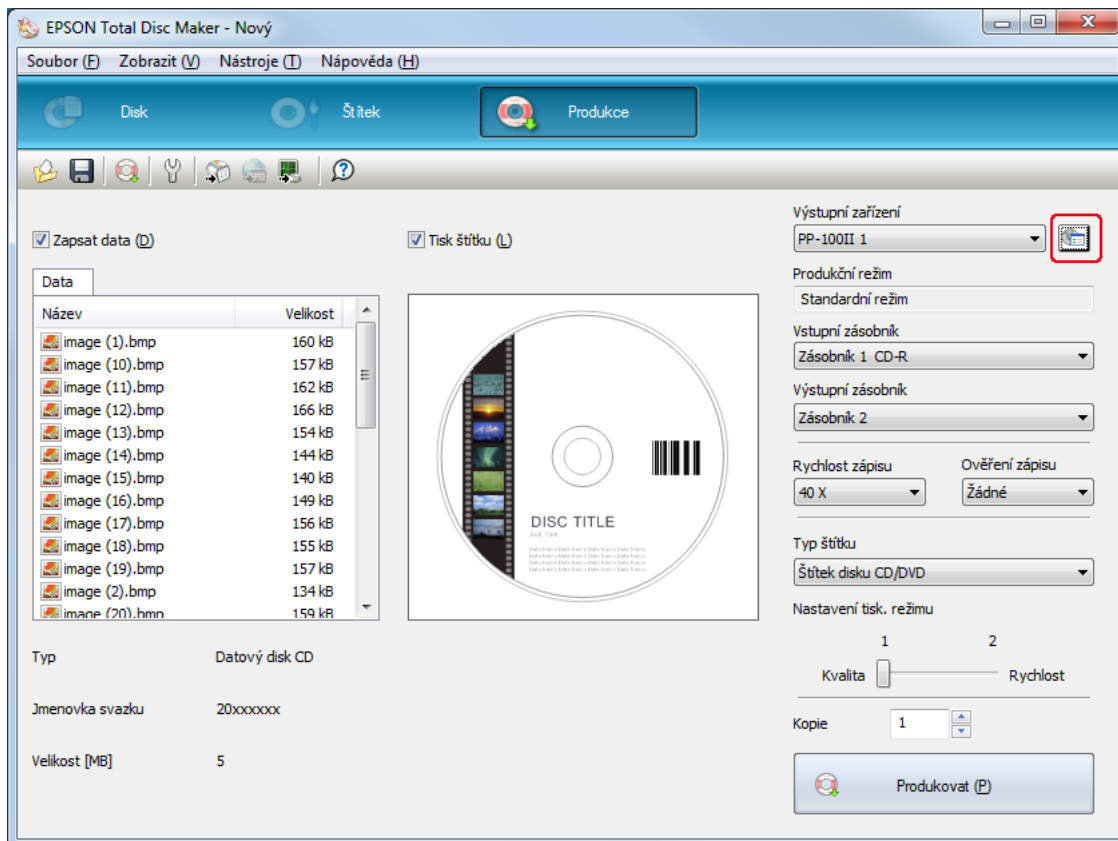 EPSON Total Disc Maker - Nový
Soubor (F) Zobrazit (V) Nástroje (T) Nápověda (H)
Disk Štítek Produkce
Zapsat data (D)
Data
Název Velikost
image (1).bmp 160 kB
image (10).bmp 157 kB
image (11).bmp 162 kB
image (12).bmp 166 kB
image (13).bmp 154 kB
image (14).bmp 144 kB
image (15).bmp 140 kB
image (16).bmp 149 kB
image (17).bmp 156 kB
image (18).bmp 155 kB
image (19).bmp 157 kB
image (2).bmp 134 kB
image (20).bmp 159 kB
Typ Datový disk CD
Jmenovka svazku 20xxxxxx
Velikost [MB] 5
Tisk štítku (L)
DISC TITLE
Sub Title
Výstupní zařízení
PP-100II 1
Produkční režim
Standardní režim
Vstupní zásobník
Zásobník 1 CD-R
Výstupní zásobník
Zásobník 2
Rychlost zápisu Ověření zápisu
40 X Žádné
Typ štítku
Štítek disku CD/DVD
Nastavení tisk. režimu
1 2
Kvalita Rychlost
Kopie 1
Produkovat (P)